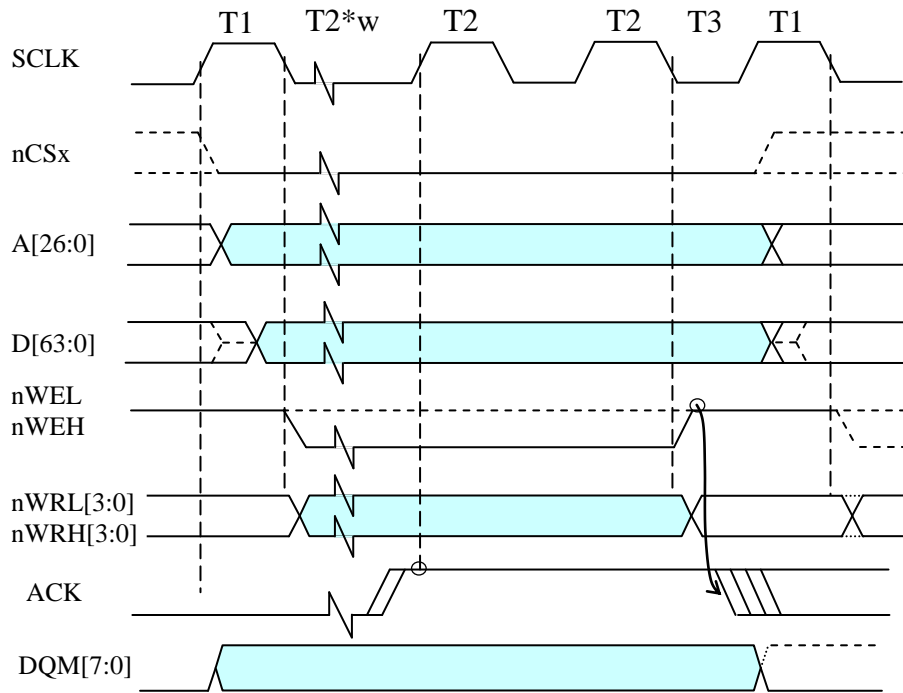 T1 T2*w T2 T2 T3 T1
SCLK
nCSx
A[26:0]
D[63:0]
nWEL
nWEH
nWRL[3:0]
nWRH[3:0]
ACK
DQM[7:0]